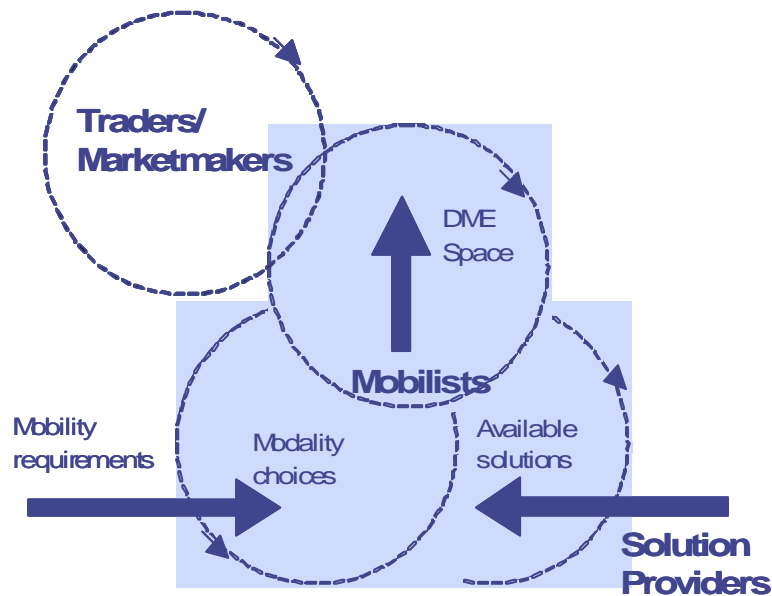 Traders/
Marketmakers
DME
Space
Mobilists
Mobility
requirements
Modality
choices
Available
solutions
Solution
Providers